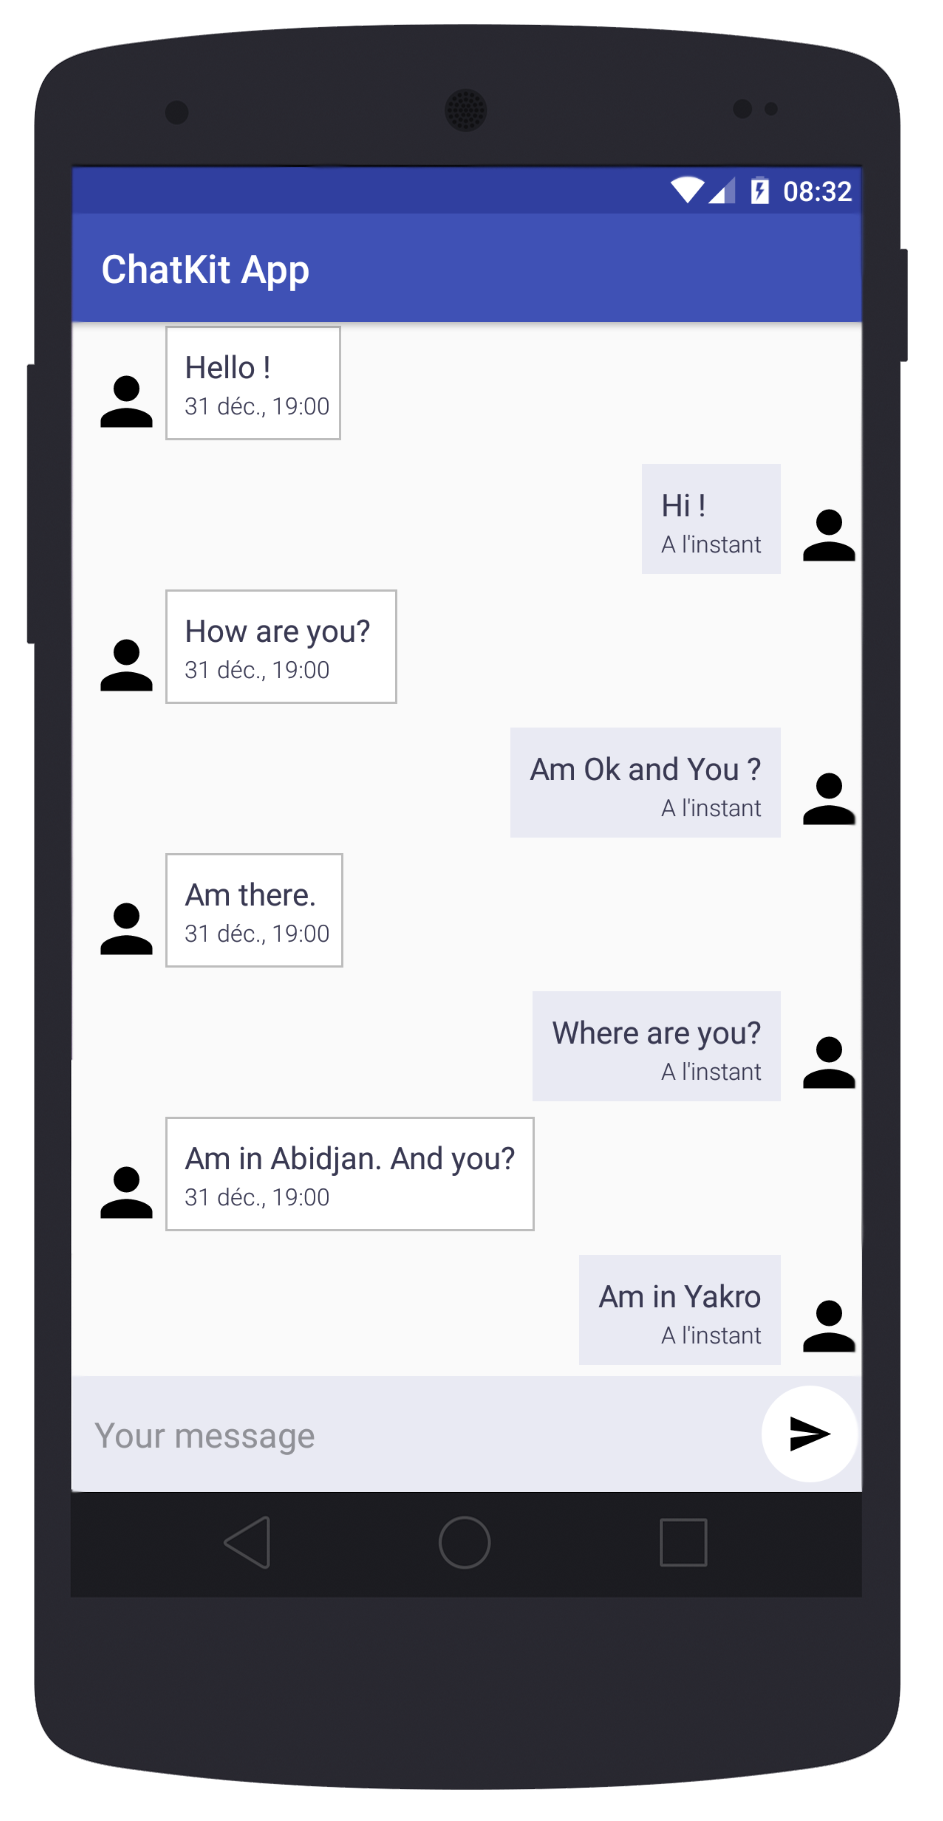 08:32
ChatKit App
Hello !
31 déc., 19:00
Hi !
A l'instant
How are you?
31 déc., 19:00
Am Ok and You ?
A l'instant
Am there.
31 déc., 19:00
Where are you?
A l'instant
Am in Abidjan. And you?
31 déc., 19:00
Am in Yakro
A l'instant
Your message